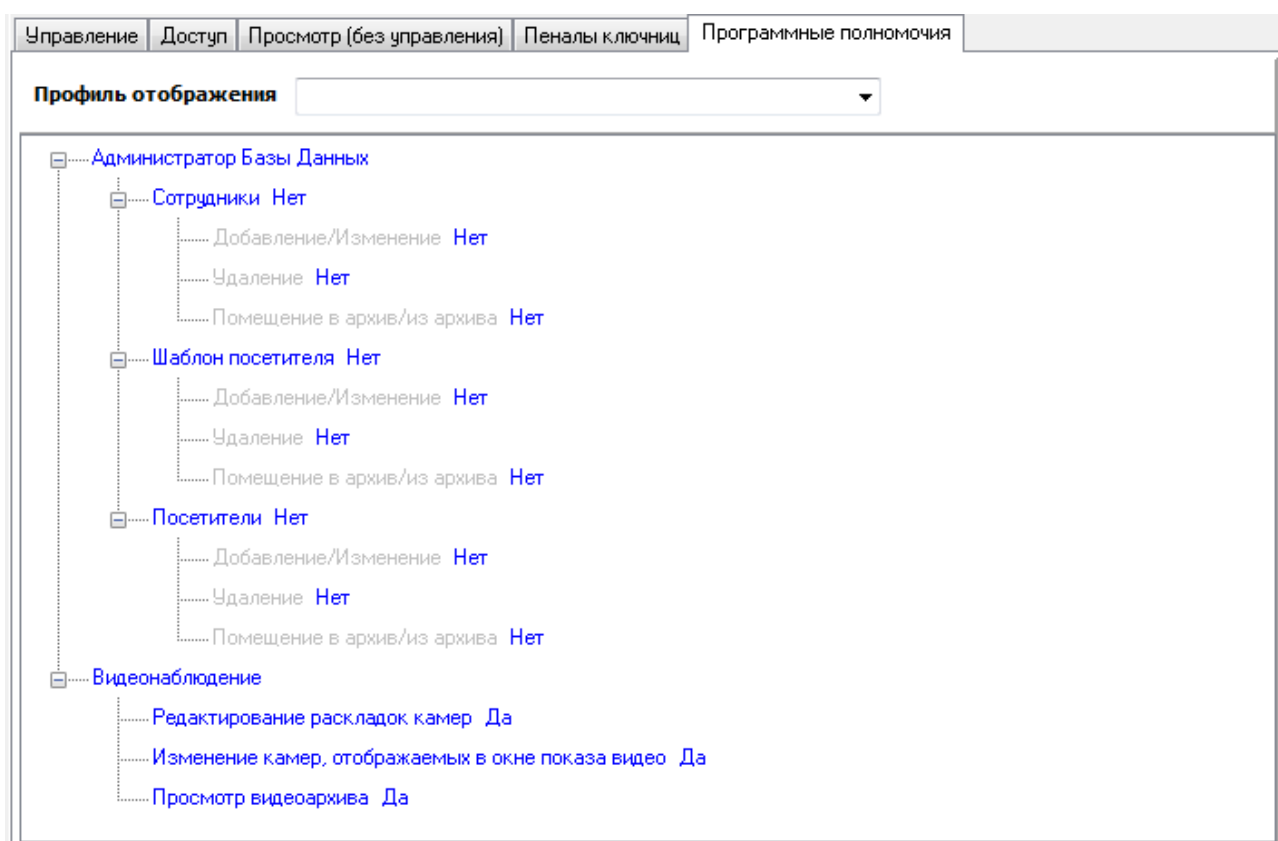 Управление Доступ Просмотр (без управления) Пеналы ключниц Программные полномочия
Профиль отображения
Администратор Базы Данных
Сотрудники Нет
Добавление/Изменение Нет
Удаление Нет
Помещение в архив/из архива Нет
Шаблон посетителя Нет
Добавление/Изменение Нет
Удаление Нет
Помещение в архив/из архива Нет
Посетители Нет
Добавление/Изменение Нет
Удаление Нет
Помещение в архив/из архива Нет
Видеонаблюдение
Редактирование раскладок камер Да
Изменение камер, отображаемых в окне показа видео Да
Просмотр видеоархива Да